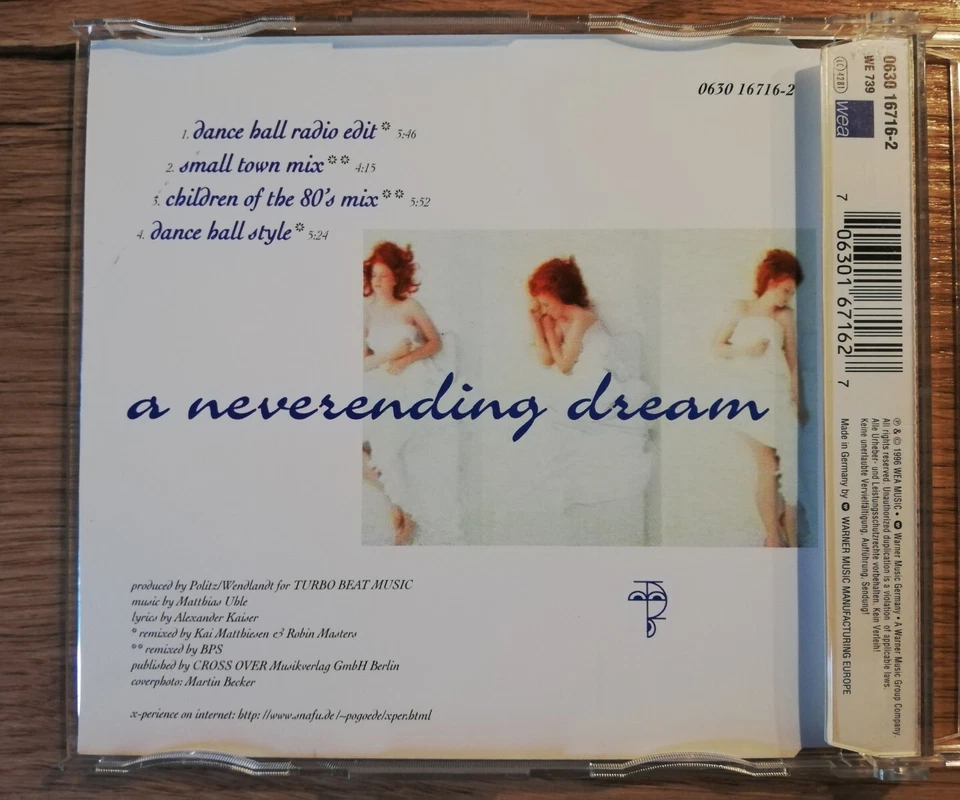 0630 16716-2
1. dance hall radio edit* 3:46
2. small town mix** 4:15
3. children of the 80's mix** 5:52
4. dance hall style* 5:24
a neverending dream
produced by Politz/Wendlandt for TURBO BEAT MUSIC
music by Matthias Uhle
lyrics by Alexander Kaiser
* remixed by Kai Matthiesen & Robin Masters
** remixed by BPS
published by CROSS OVER Musikverlag GmbH Berlin
coverphoto: Martin Becker
x-perience on internet: http://www.snafu.de/~pogoede/xper.html
0630 16716-2
WE 739
LC 4281
wea
7 06301 67162 7
℗ & © 1996 WEA MUSIC • Warner Music Germany • A Warner Music Group Company.
All rights reserved. Unauthorized duplication is a violation of applicable laws.
Alle Urheber- und Leistungsschutzrechte vorbehalten. Kein Verleih!
Keine unerlaubte Vervielfältigung, Aufführung, Sendung!
Made in Germany by WARNER MUSIC MANUFACTURING EUROPE